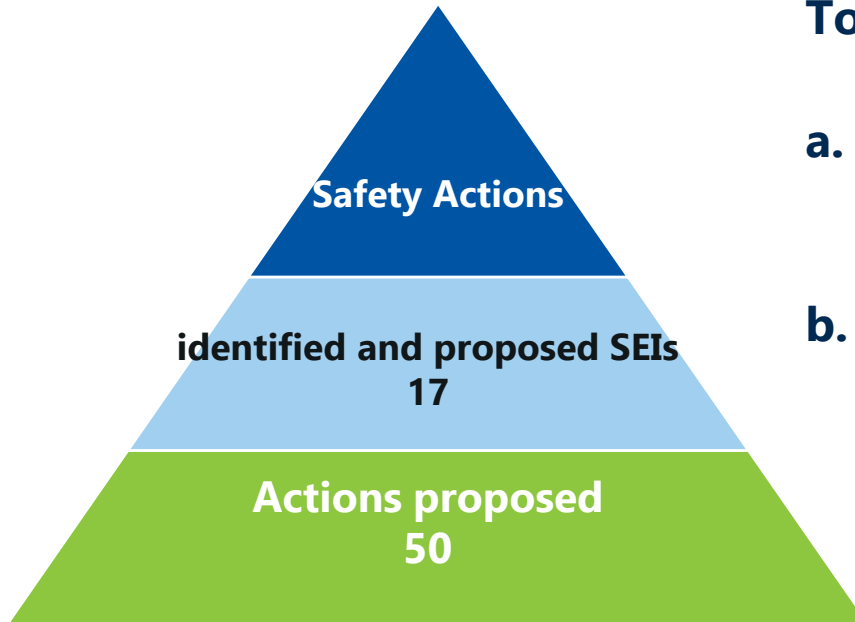 To
a.
Safety Actions
b.
identified and proposed SEIs
17
Actions proposed
50